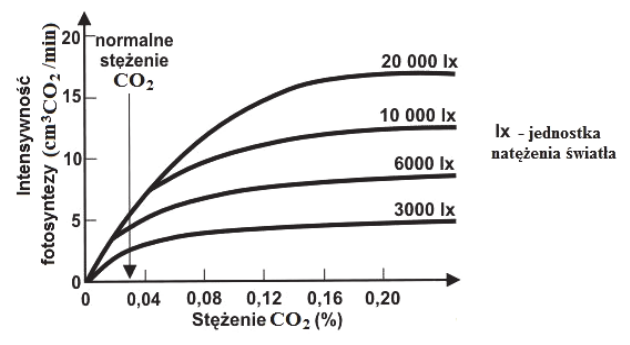 20
normalne
stężenie
CO2
20 000 lx
15
Intensywność
fotosyntezy (cm³CO2/min)
10 000 lx
lx - jednostka
natężenia światła
10
6000 lx
5
3000 lx
0
0 0,04 0,08 0,12 0,16 0,20
Stężenie CO2 (%)